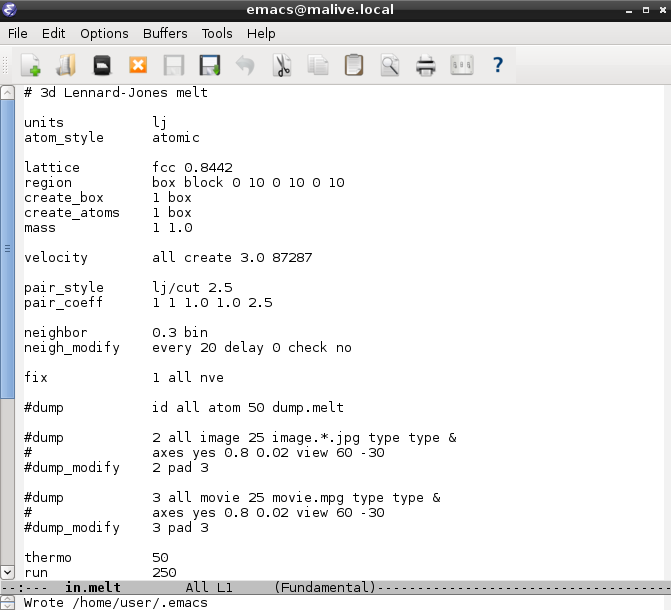 emacs@malive.local
File Edit Options Buffers Tools Help
# 3d Lennard-Jones melt
units lj
atom_style atomic
lattice fcc 0.8442
region box block 0 10 0 10 0 10
create_box 1 box
create_atoms 1 box
mass 1 1.0
velocity all create 3.0 87287
pair_style lj/cut 2.5
pair_coeff 1 1 1.0 1.0 2.5
neighbor 0.3 bin
neigh_modify every 20 delay 0 check no
fix 1 all nve
#dump id all atom 50 dump.melt
#dump 2 all image 25 image.*.jpg type type &
# axes yes 0.8 0.02 view 60 -30
#dump_modify 2 pad 3
#dump 3 all movie 25 movie.mpg type type &
# axes yes 0.8 0.02 view 60 -30
#dump_modify 3 pad 3
thermo 50
run 250
--:--- in.melt All L1 (Fundamental)------------------------------------
Wrote /home/user/.emacs